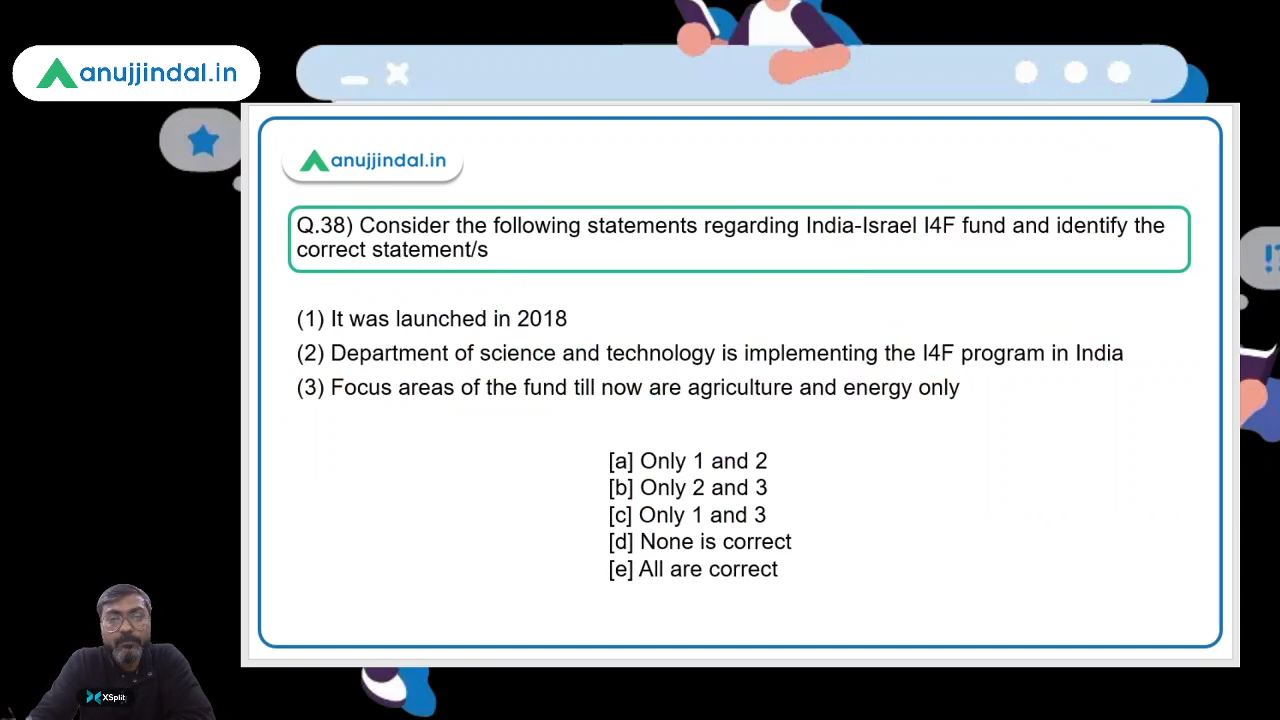 anujjindal.in
anujjindal.in
Q.38) Consider the following statements regarding India-Israel I4F fund and identify the
correct statement/s
(1) It was launched in 2018
(2) Department of science and technology is implementing the I4F program in India
(3) Focus areas of the fund till now are agriculture and energy only
[a] Only 1 and 2
[b] Only 2 and 3
[c] Only 1 and 3
[d] None is correct
[e] All are correct
XSplit